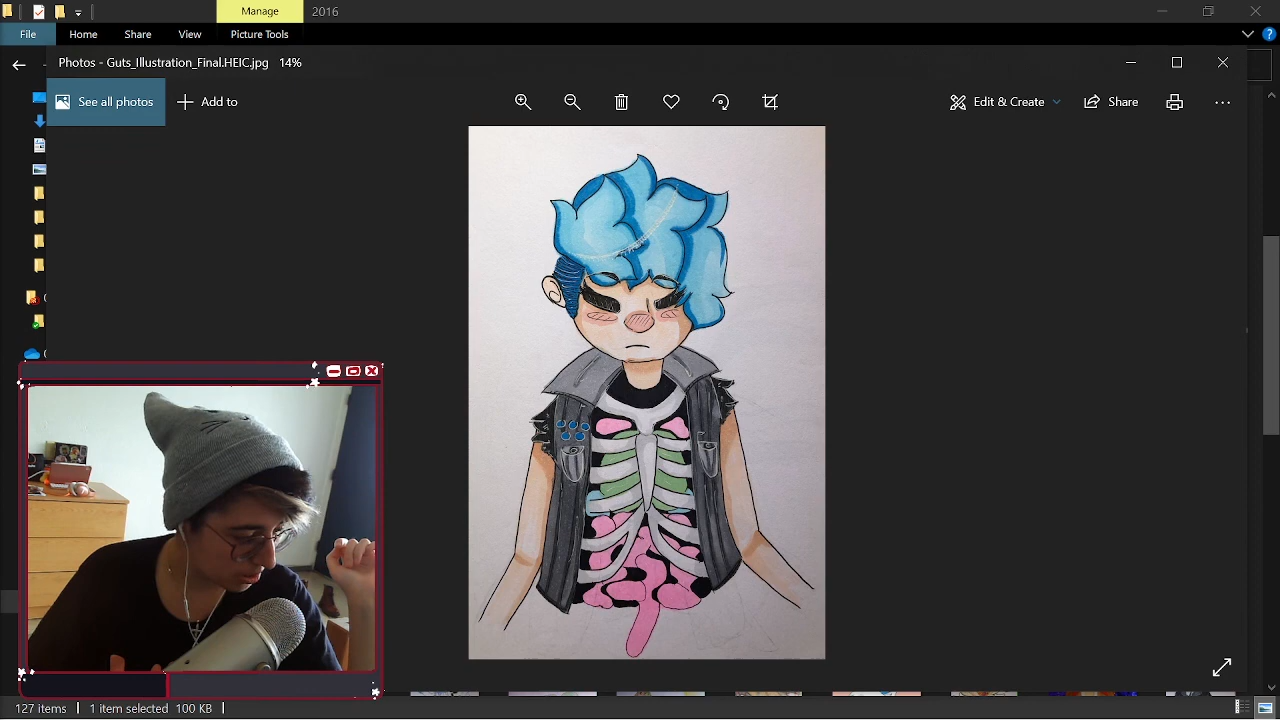 Manage
2016
File
Home
Share
View
Picture Tools
Photos - Guts_Illustration_Final.HEIC.jpg
14%
See all photos
Add to
Edit & Create
Share
127 items
1 item selected
100 KB